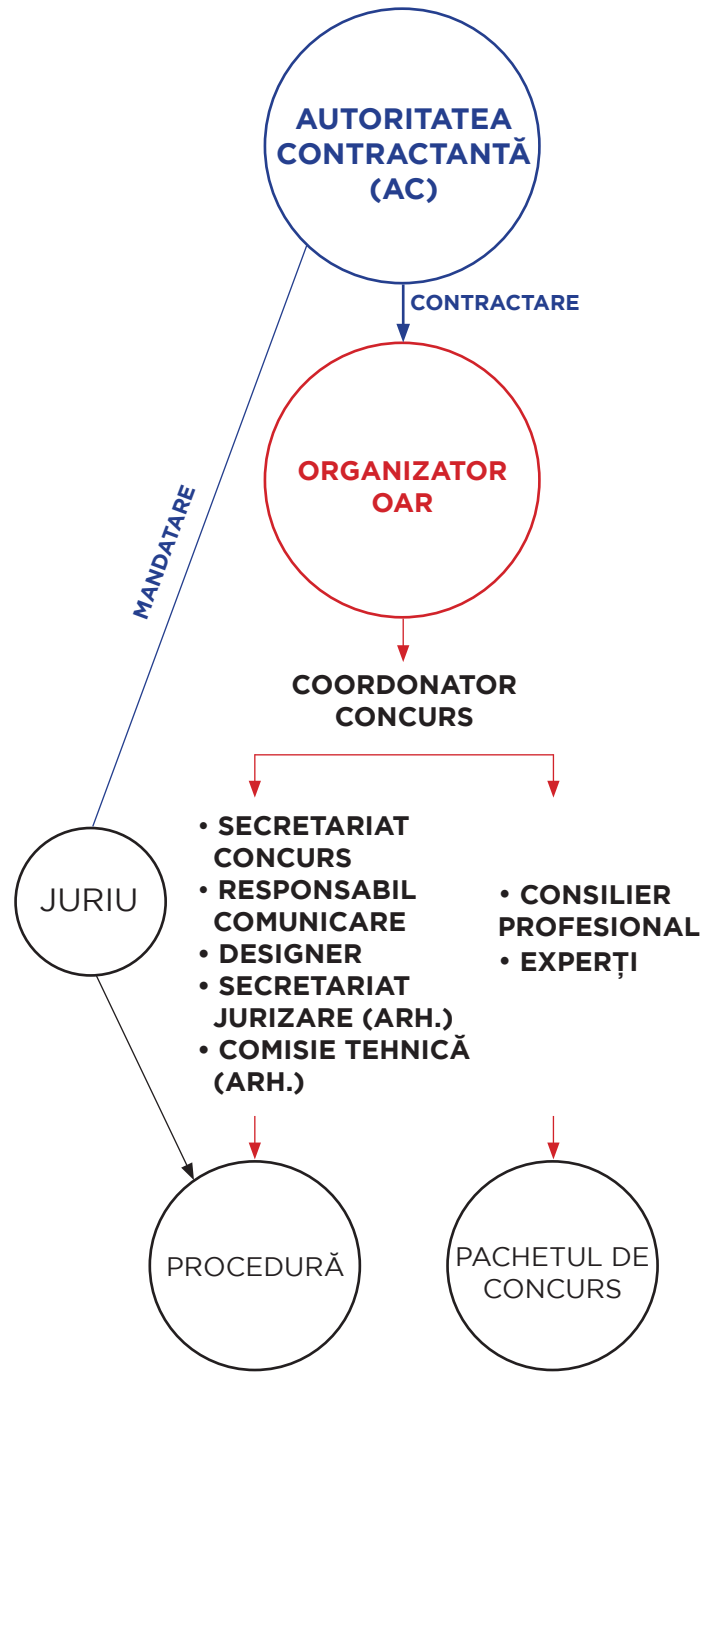 AUTORITATEA
CONTRACTANTĂ
(AC)
CONTRACTARE
ORGANIZATOR
OAR
MANDATARE
COORDONATOR
CONCURS
JURIU
• SECRETARIAT
CONCURS
• RESPONSABIL
COMUNICARE
• DESIGNER
• SECRETARIAT
JURIZARE (ARH.)
• COMISIE TEHNICĂ
(ARH.)
• CONSILIER
PROFESIONAL
• EXPERȚI
PROCEDURĂ
PACHETUL DE
CONCURS